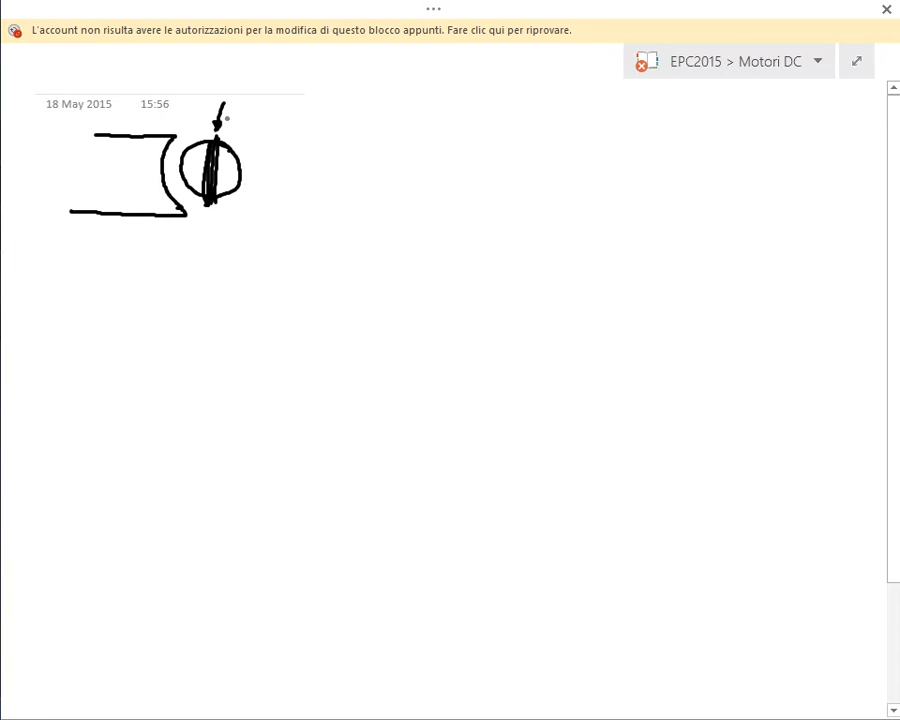 L'account non risulta avere le autorizzazioni per la modifica di questo blocco appunti. Fare clic qui per riprovare.
EPC2015 > Motori DC
18 May 2015 15:56